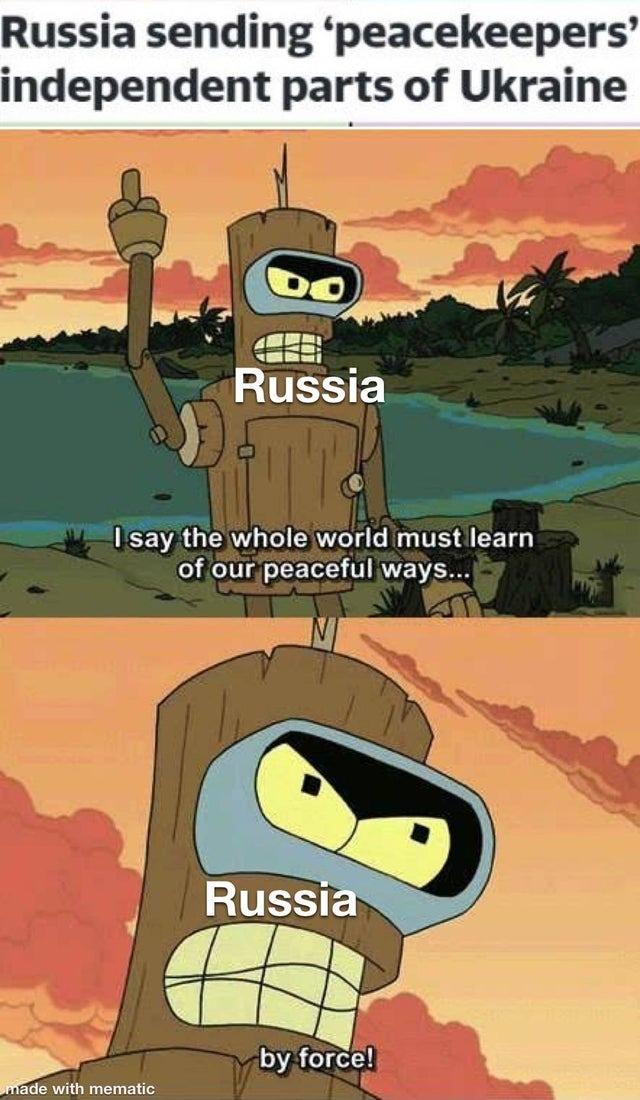 Russia sending ‘peacekeepers’
independent parts of Ukraine
Russia
I say the whole world must learn
of our peaceful ways...
Russia
by force!
made with mematic